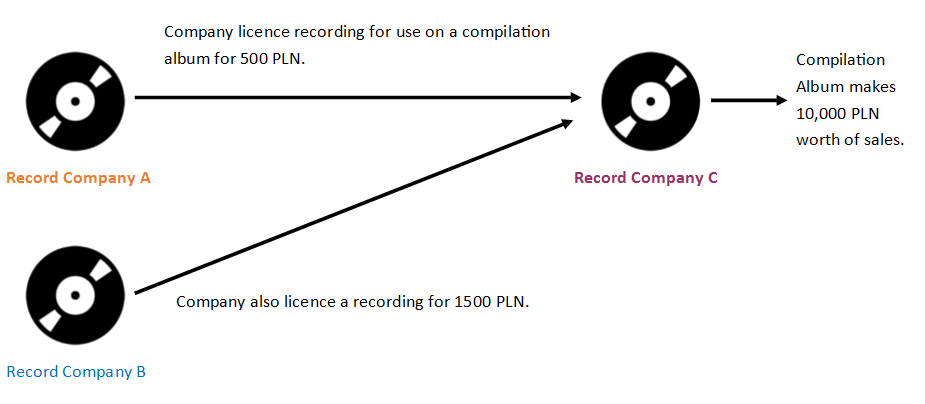 Company licence recording for use on a compilation
album for 500 PLN.
Compilation
Album makes
10,000 PLN
worth of sales.
Record Company A
Record Company C
Company also licence a recording for 1500 PLN.
Record Company B